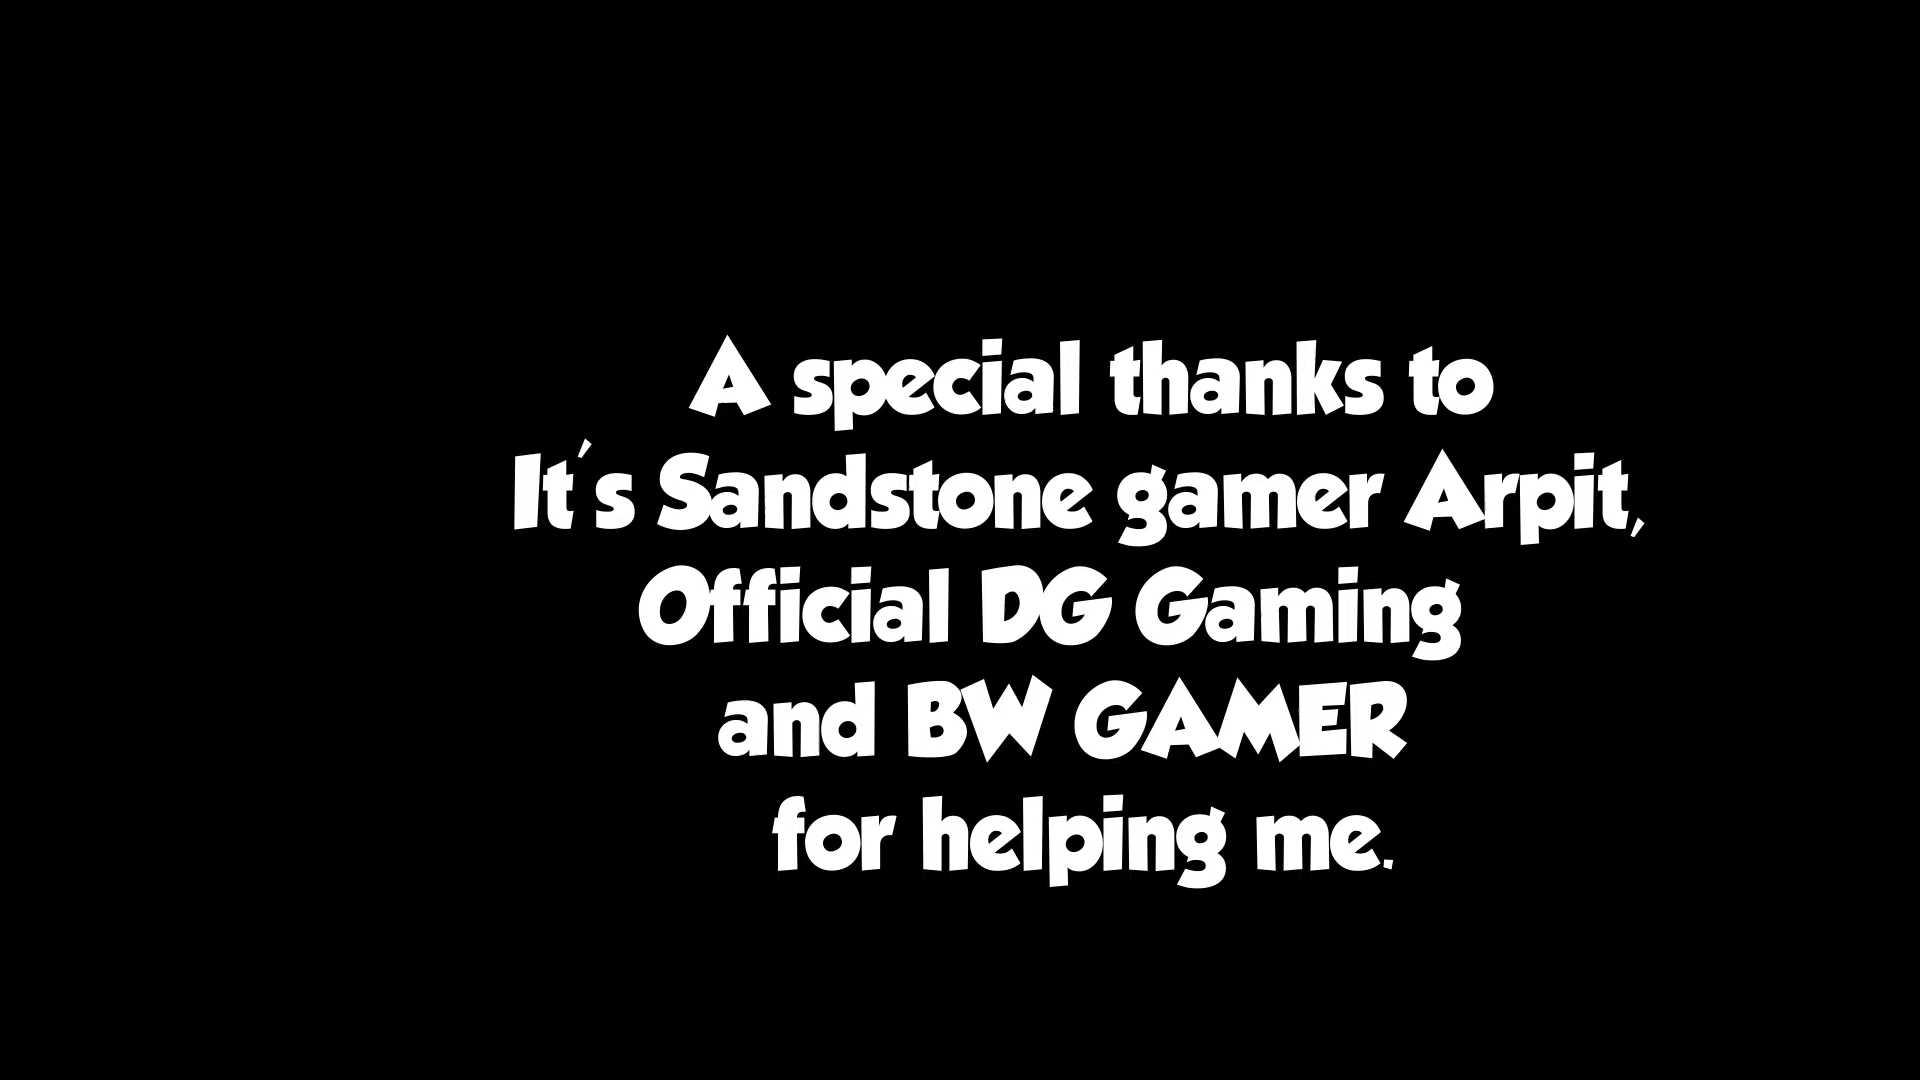 A special thanks to
It's Sandstone gamer Arpit,
Official DG Gaming
and BW GAMER
for helping me.